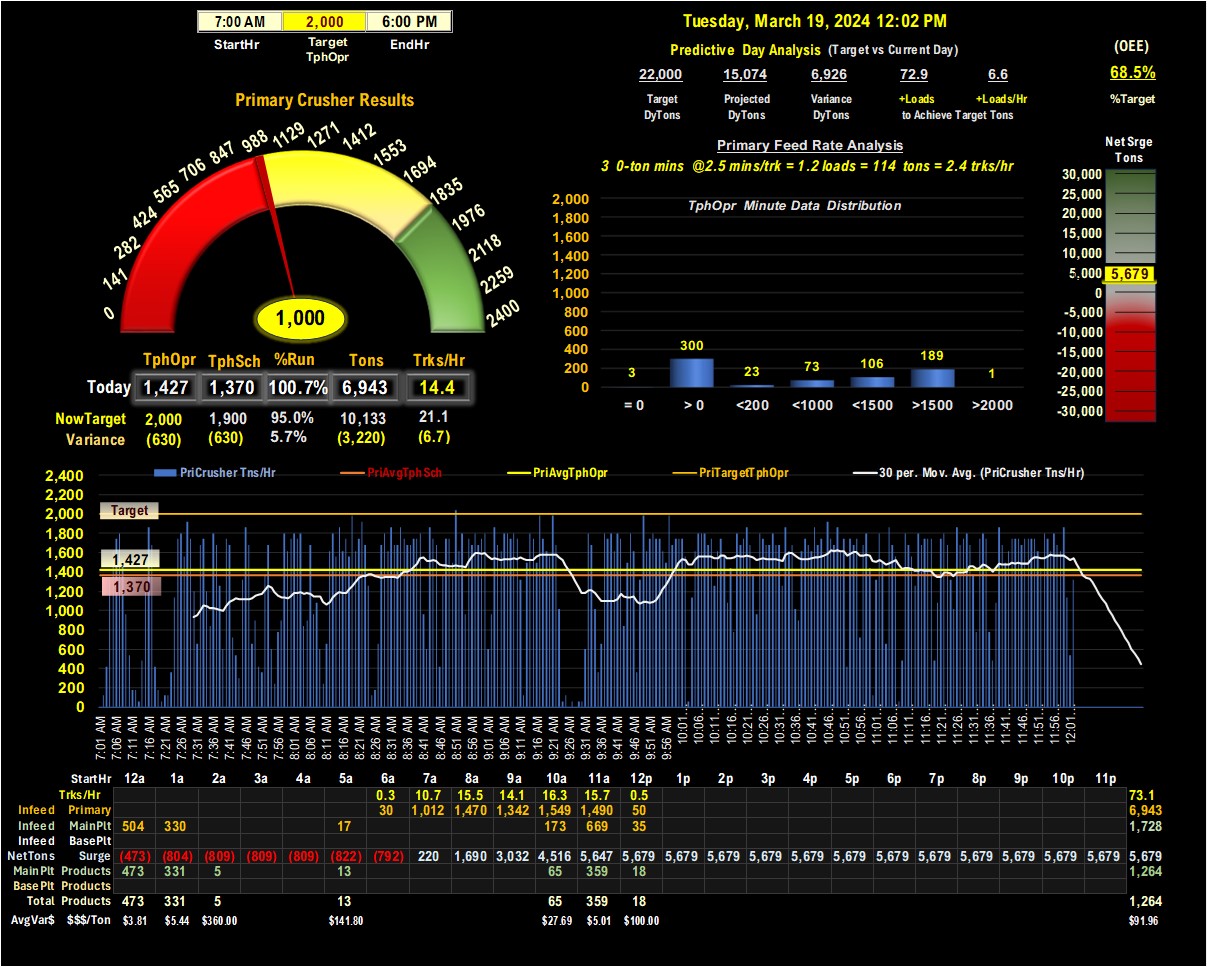 7:00 AM 2,000 6:00 PM
StartHr Target TphOpr EndHr
Tuesday, March 19, 2024 12:02 PM
Predictive Day Analysis (Target vs Current Day)
22,000 15,074 6,926 72.9 6.6
Target Projected Variance +Loads +Loads/Hr
DyTons DyTons DyTons to Achieve Target Tons
(OEE)
68.5%
%Target
Primary Crusher Results
0 141 282 424 565 706 847 988 1129 1271 1412 1553 1694 1835 1976 2118 2259 2400
1,000
TphOpr TphSch %Run Tons Trks/Hr
Today 1,427 1,370 100.7% 6,943 14.4
NowTarget 2,000 1,900 95.0% 10,133 21.1
Variance (630) (630) 5.7% (3,220) (6.7)
Primary Feed Rate Analysis
3 0-ton mins @2.5 mins/trk = 1.2 loads = 114 tons = 2.4 trks/hr
TphOpr Minute Data Distribution
2,000
1,800
1,600
1,400
1,200
1,000
800
600
400
200
0
3 300 23 73 106 189 1
= 0 > 0 <200 <1000 <1500 >1500 >2000
Net Srge
Tons
30,000
25,000
20,000
15,000
10,000
5,000
0
-5,000
-10,000
-15,000
-20,000
-25,000
-30,000
5,679
PriCrusher Tns/Hr PriAvgTphSch PriAvgTphOpr PriTargetTphOpr 30 per. Mov. Avg. (PriCrusher Tns/Hr)
2,400
2,200
2,000
1,800
1,600
1,400
1,200
1,000
800
600
400
200
0
Target
1,427
1,370
7:01 AM 7:06 AM 7:11 AM 7:16 AM 7:21 AM 7:26 AM 7:31 AM 7:36 AM 7:41 AM 7:46 AM 7:51 AM 7:56 AM 8:01 AM 8:06 AM 8:11 AM 8:16 AM 8:21 AM 8:26 AM 8:31 AM 8:36 AM 8:41 AM 8:46 AM 8:51 AM 8:56 AM 9:01 AM 9:06 AM 9:11 AM 9:16 AM 9:21 AM 9:26 AM 9:31 AM 9:36 AM 9:41 AM 9:46 AM 9:51 AM 9:56 AM 10:01… 10:06… 10:11… 10:16… 10:21… 10:26… 10:31… 10:36… 10:41… 10:46… 10:51… 10:56… 11:01… 11:06… 11:11… 11:16… 11:21… 11:26… 11:31… 11:36… 11:41… 11:46… 11:51… 11:56… 12:01…
StartHr 12a 1a 2a 3a 4a 5a 6a 7a 8a 9a 10a 11a 12p 1p 2p 3p 4p 5p 6p 7p 8p 9p 10p 11p
Trks/Hr 0.3 10.7 15.5 14.1 16.3 15.7 0.5 73.1
Infeed Primary 30 1,012 1,470 1,342 1,549 1,490 50 6,943
Infeed MainPlt 504 330 17 173 669 35 1,728
Infeed BasePlt
NetTons Surge (473) (804) (809) (809) (809) (822) (792) 220 1,690 3,032 4,516 5,647 5,679 5,679 5,679 5,679 5,679 5,679 5,679 5,679 5,679 5,679 5,679 5,679 5,679
MainPlt Products 473 331 5 13 65 359 18 1,264
BasePlt Products
Total Products 473 331 5 13 65 359 18 1,264
AvgVar$ $$$/Ton $3.81 $5.44 $360.00 $141.80 $27.69 $5.01 $100.00 $91.96